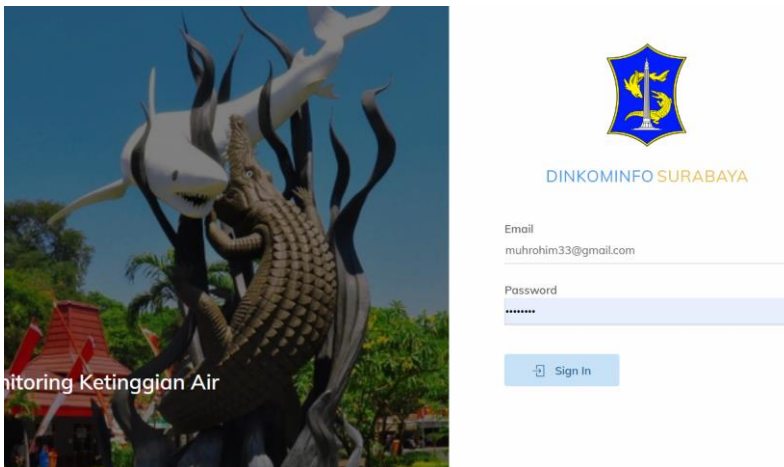 DINKOMINFO SURABAYA
Email
muhrohim33@gmail.com
Password
••••••••
Sign In
nitoring Ketinggian Air